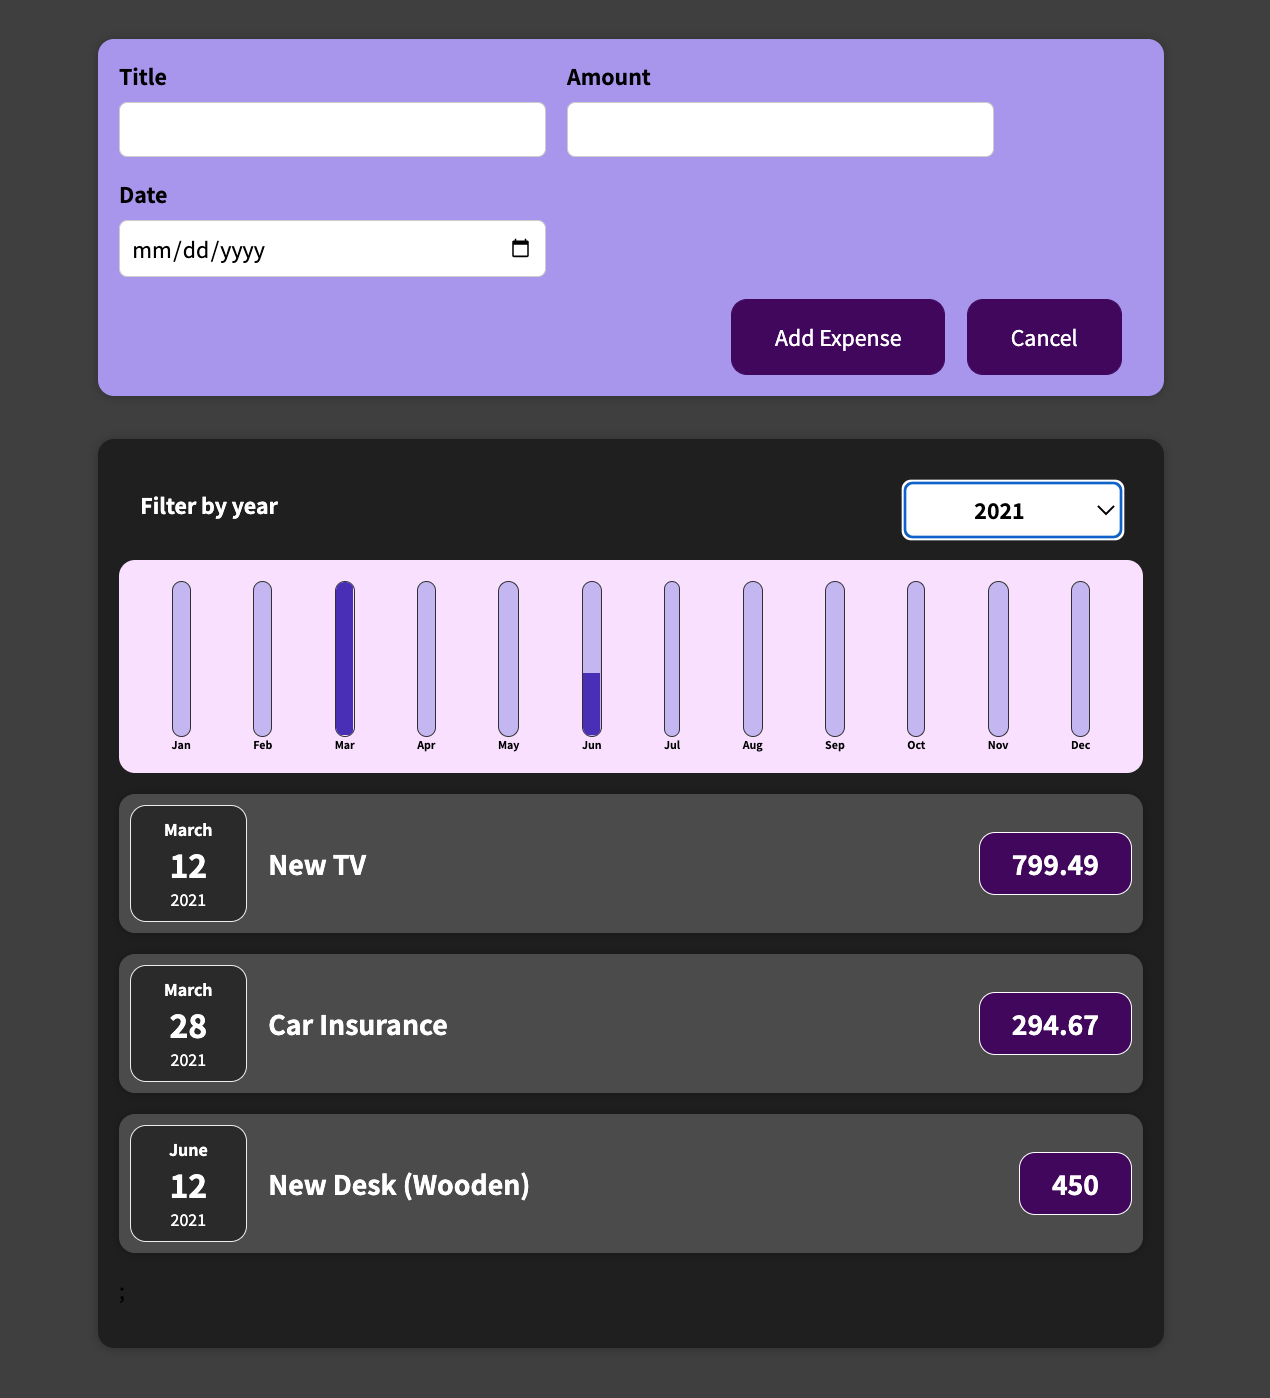 Title
Amount
Date
mm/dd/yyyy
Add Expense
Cancel
Filter by year
2021
Jan Feb Mar Apr May Jun Jul Aug Sep Oct Nov Dec
March
12
2021
New TV
799.49
March
28
2021
Car Insurance
294.67
June
12
2021
New Desk (Wooden)
450
;